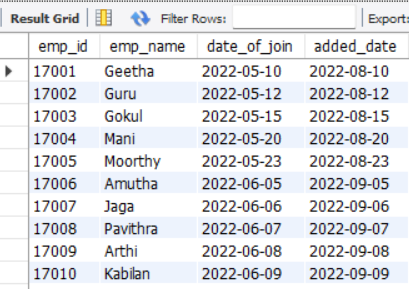 Result Grid Filter Rows: Export:
emp_id emp_name date_of_join added_date
17001 Geetha 2022-05-10 2022-08-10
17002 Guru 2022-05-12 2022-08-12
17003 Gokul 2022-05-15 2022-08-15
17004 Mani 2022-05-20 2022-08-20
17005 Moorthy 2022-05-23 2022-08-23
17006 Amutha 2022-06-05 2022-09-05
17007 Jaga 2022-06-06 2022-09-06
17008 Pavithra 2022-06-07 2022-09-07
17009 Arthi 2022-06-08 2022-09-08
17010 Kabilan 2022-06-09 2022-09-09